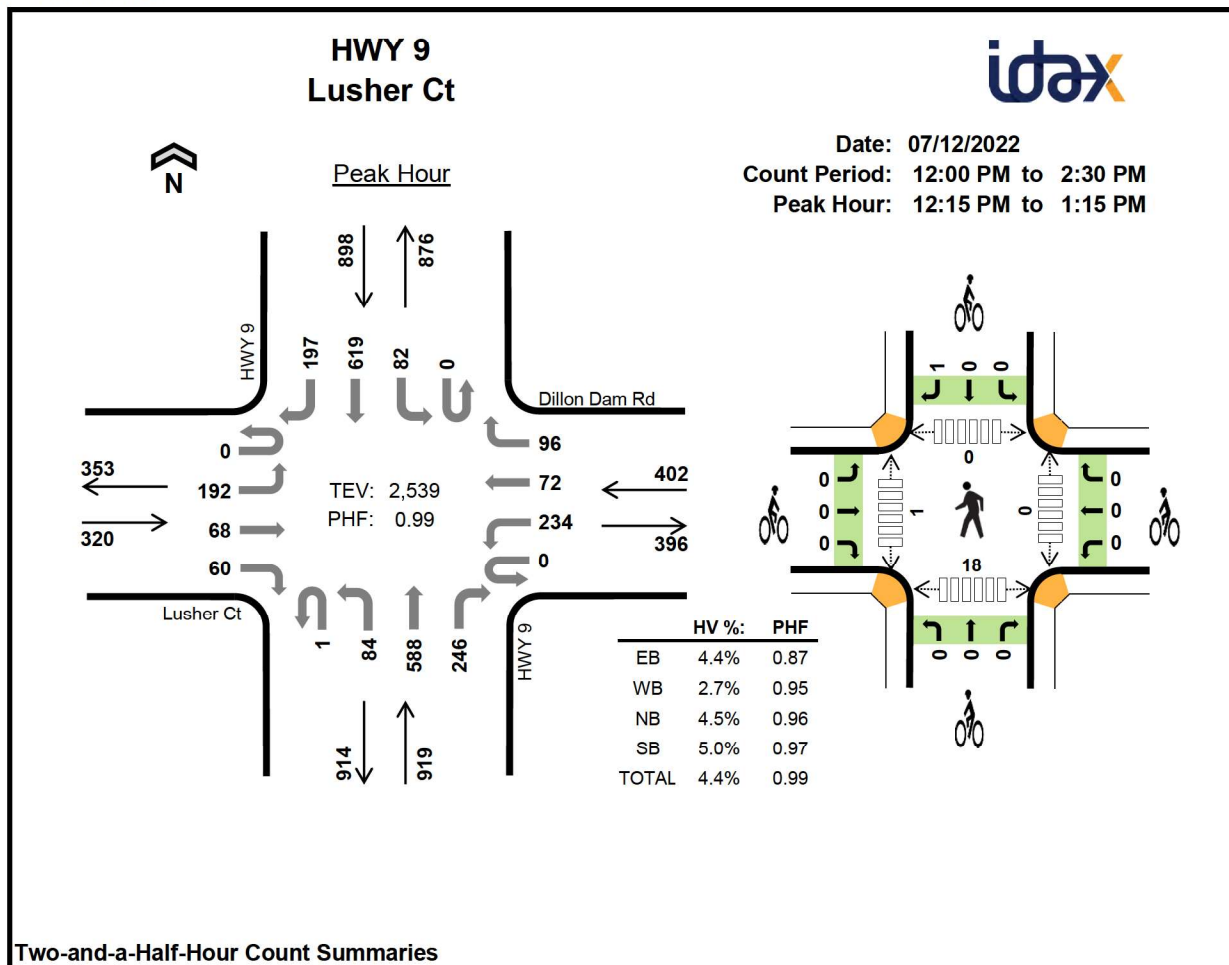 HWY 9
Lusher Ct
idax
N
Peak Hour
Date: 07/12/2022
Count Period: 12:00 PM to 2:30 PM
Peak Hour: 12:15 PM to 1:15 PM
898
876
HWY 9
197
619
82
0
Dillon Dam Rd
0
192
68
60
353
320
TEV: 2,539
PHF: 0.99
96
72
234
0
402
396
Lusher Ct
1
84
588
246
HWY 9
914
919
HV %: PHF
EB 4.4% 0.87
WB 2.7% 0.95
NB 4.5% 0.96
SB 5.0% 0.97
TOTAL 4.4% 0.99
1 0 0
0
0
0
0
1
0
0
0
0
18
0 0 0
Two-and-a-Half-Hour Count Summaries